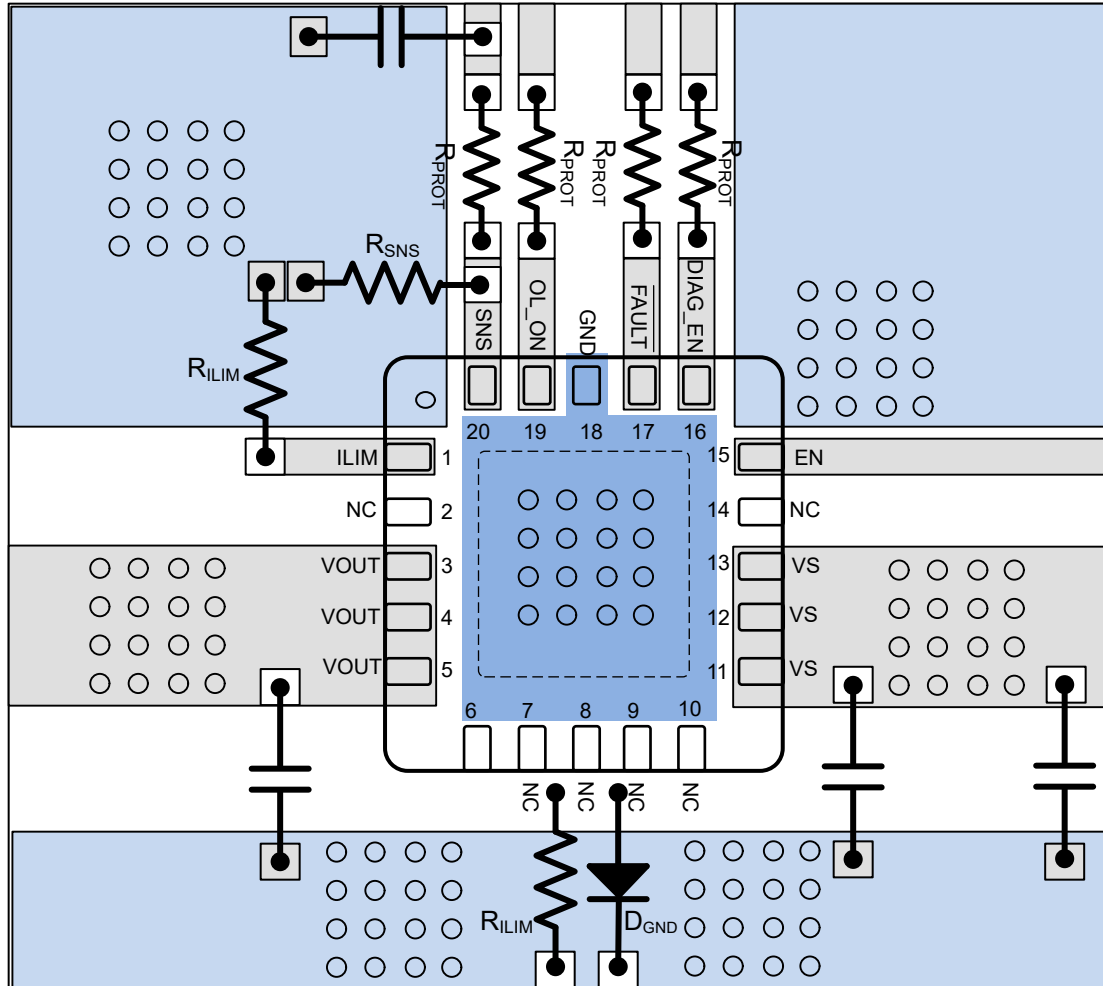 RPROT
RPROT
RPROT
RPROT
RSNS
RILIM
SNS
OL_ON
GND
FAULT
DIAG_EN
20
19
18
17
16
ILIM
1
15
EN
NC
2
14
NC
VOUT
3
13
VS
VOUT
4
12
VS
VOUT
5
11
VS
6
7
8
9
10
NC
NC
NC
NC
RILIM
DGND